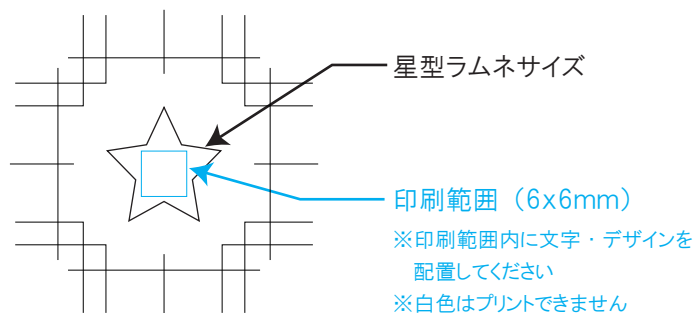 星型ラムネサイズ
印刷範囲（6x6mm）
※印刷範囲内に文字・デザインを
配置してください
※白色はプリントできません